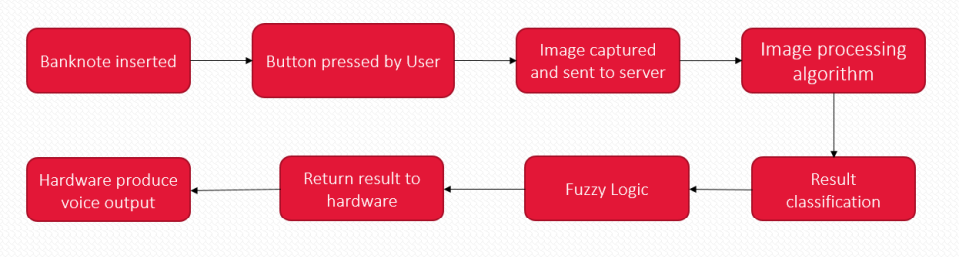 Banknote inserted
Button pressed by User
Image captured
and sent to server
Image processing
algorithm
Result
classification
Fuzzy Logic
Return result to
hardware
Hardware produce
voice output